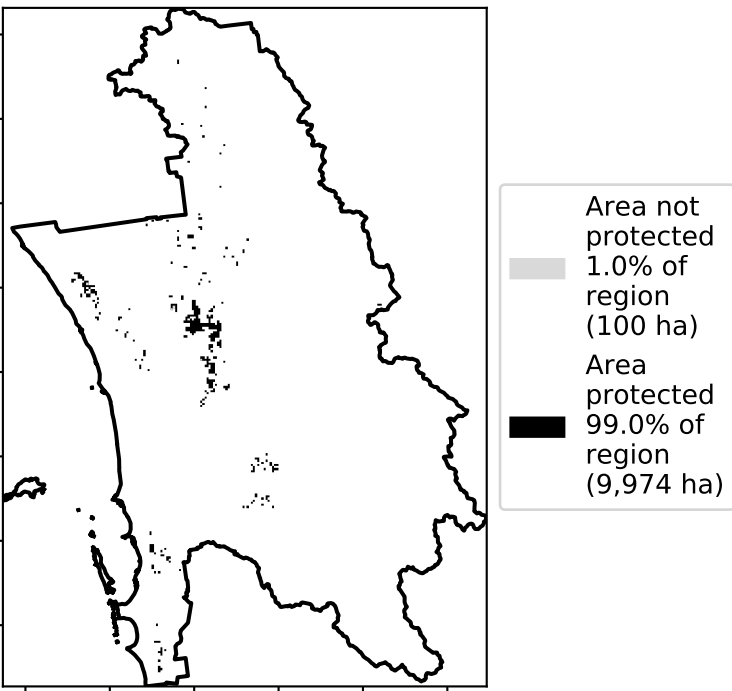 Area not
protected
1.0% of
region
(100 ha)
Area
protected
99.0% of
region
(9,974 ha)